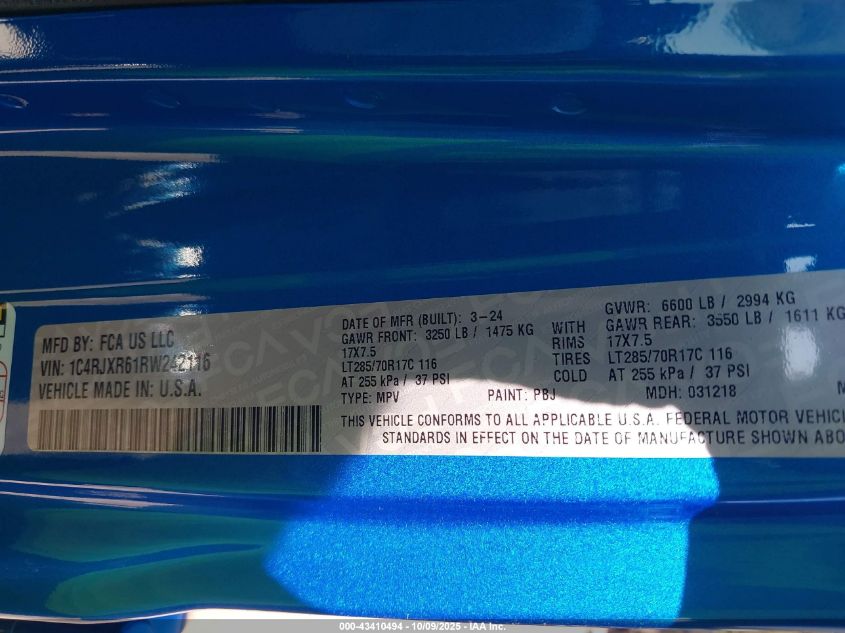 MFD BY: FCA US LLC
VIN: 1C4RJXR61RW242116
VEHICLE MADE IN: U.S.A.
DATE OF MFR (BUILT): 3-24
GAWR FRONT: 3250 LB / 1475 KG
17X7.5
LT285/70R17C 116
AT 255 kPa / 37 PSI
TYPE: MPV
WITH
RIMS
TIRES
COLD
GVWR: 6600 LB / 2994 KG
GAWR REAR: 3550 LB / 1611 KG
17X7.5
LT285/70R17C 116
AT 255 kPa / 37 PSI
PAINT: PBJ
MDH: 031218
THIS VEHICLE CONFORMS TO ALL APPLICABLE U.S.A. FEDERAL MOTOR VEHICL
STANDARDS IN EFFECT ON THE DATE OF MANUFACTURE SHOWN ABO
000-43410494 - 10/09/2025 - IAA Inc.